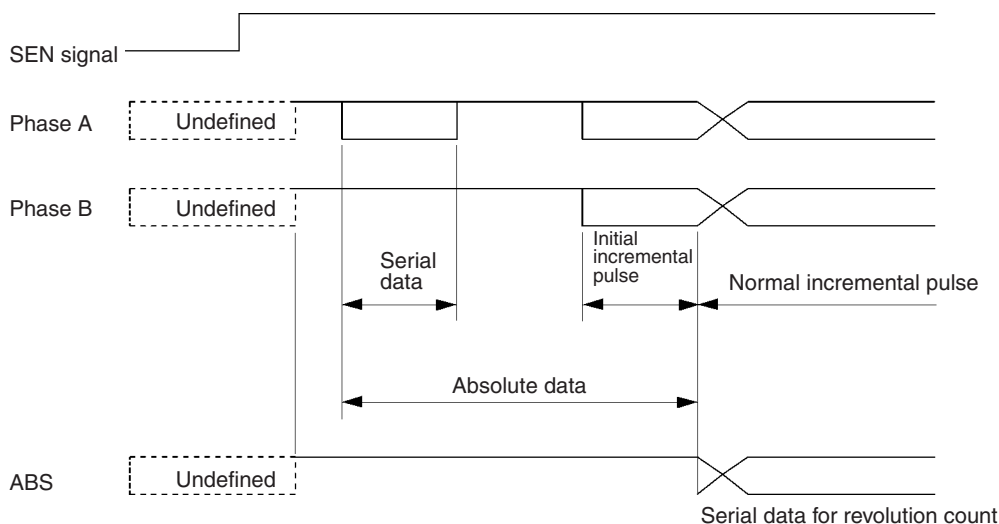 SEN signal
Phase A
Undefined
Phase B
Undefined
Serial
data
Initial
incremental
pulse
Normal incremental pulse
Absolute data
ABS
Undefined
Serial data for revolution count